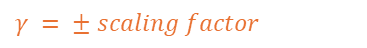 γ = ± scaling factor